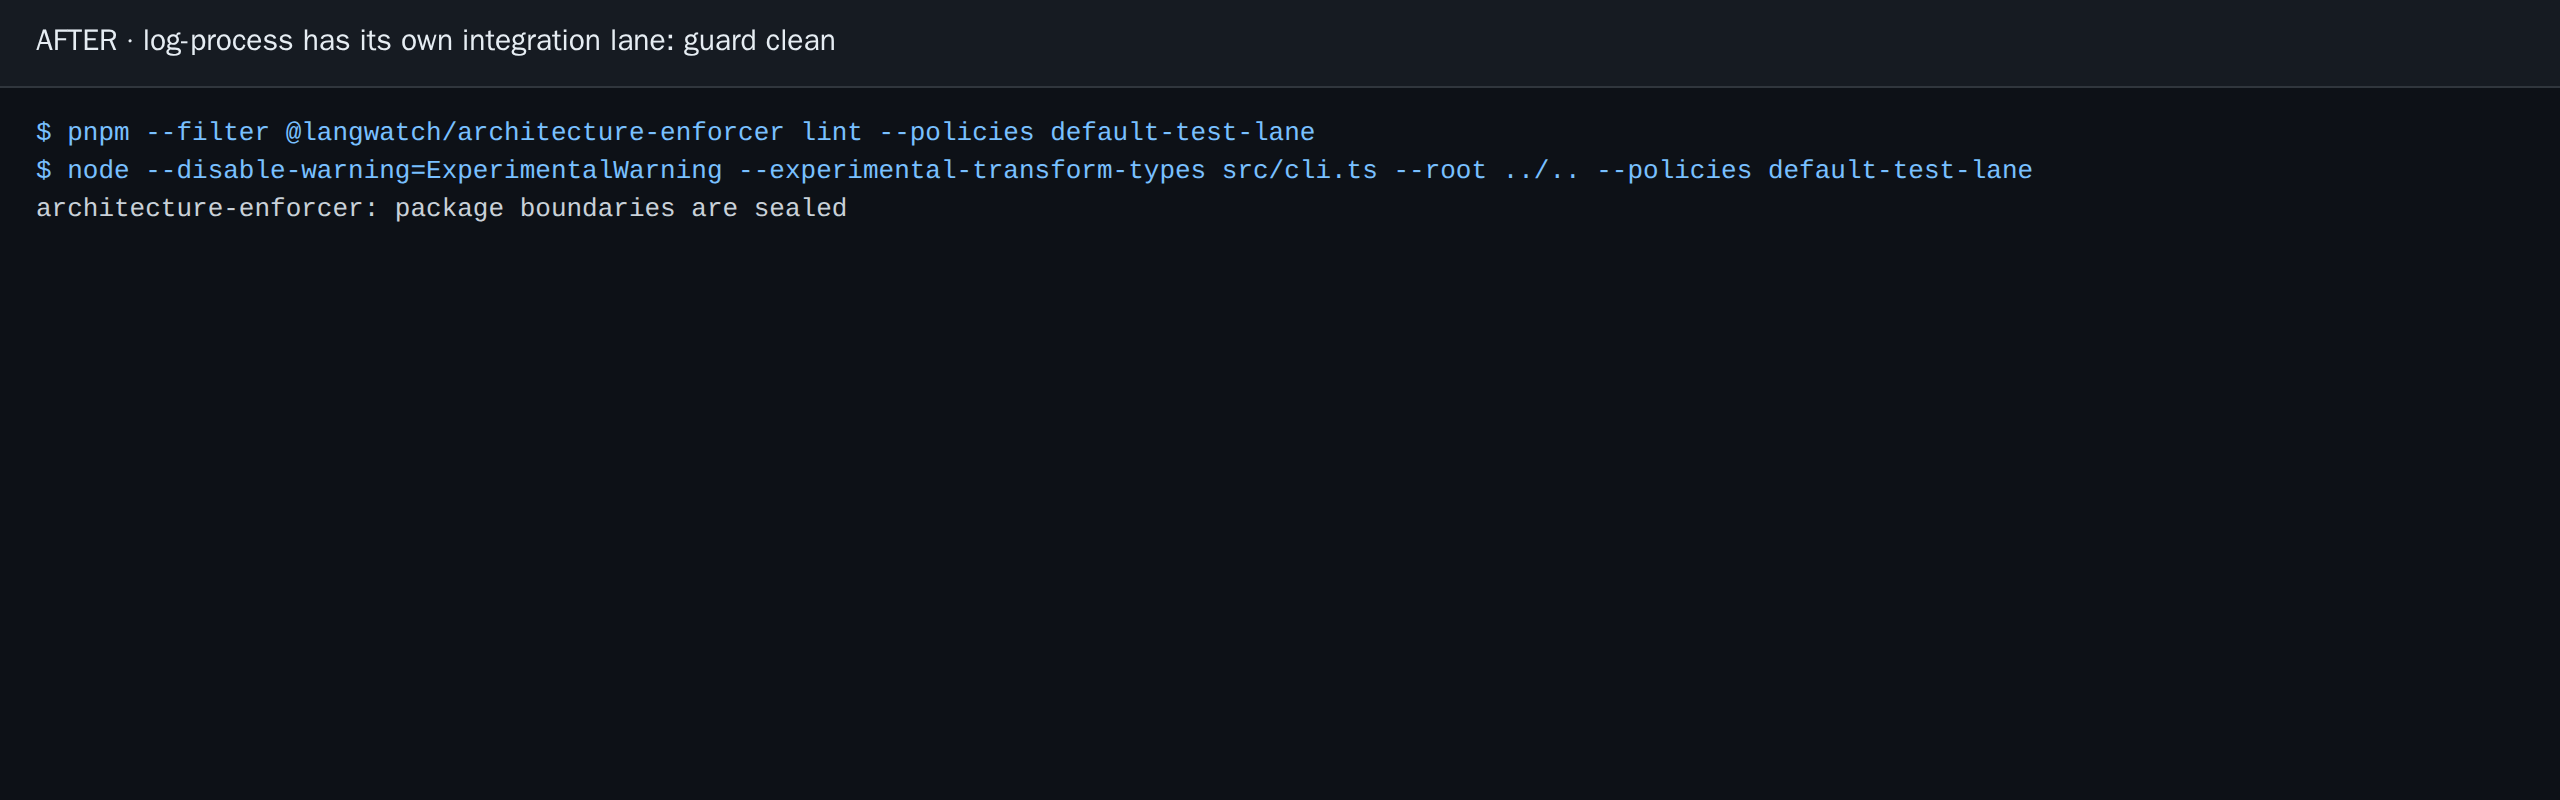 AFTER · log-process has its own integration lane: guard clean
$ pnpm --filter @langwatch/architecture-enforcer lint --policies default-test-lane
$ node --disable-warning=ExperimentalWarning --experimental-transform-types src/cli.ts --root ../.. --policies default-test-lane
architecture-enforcer: package boundaries are sealed